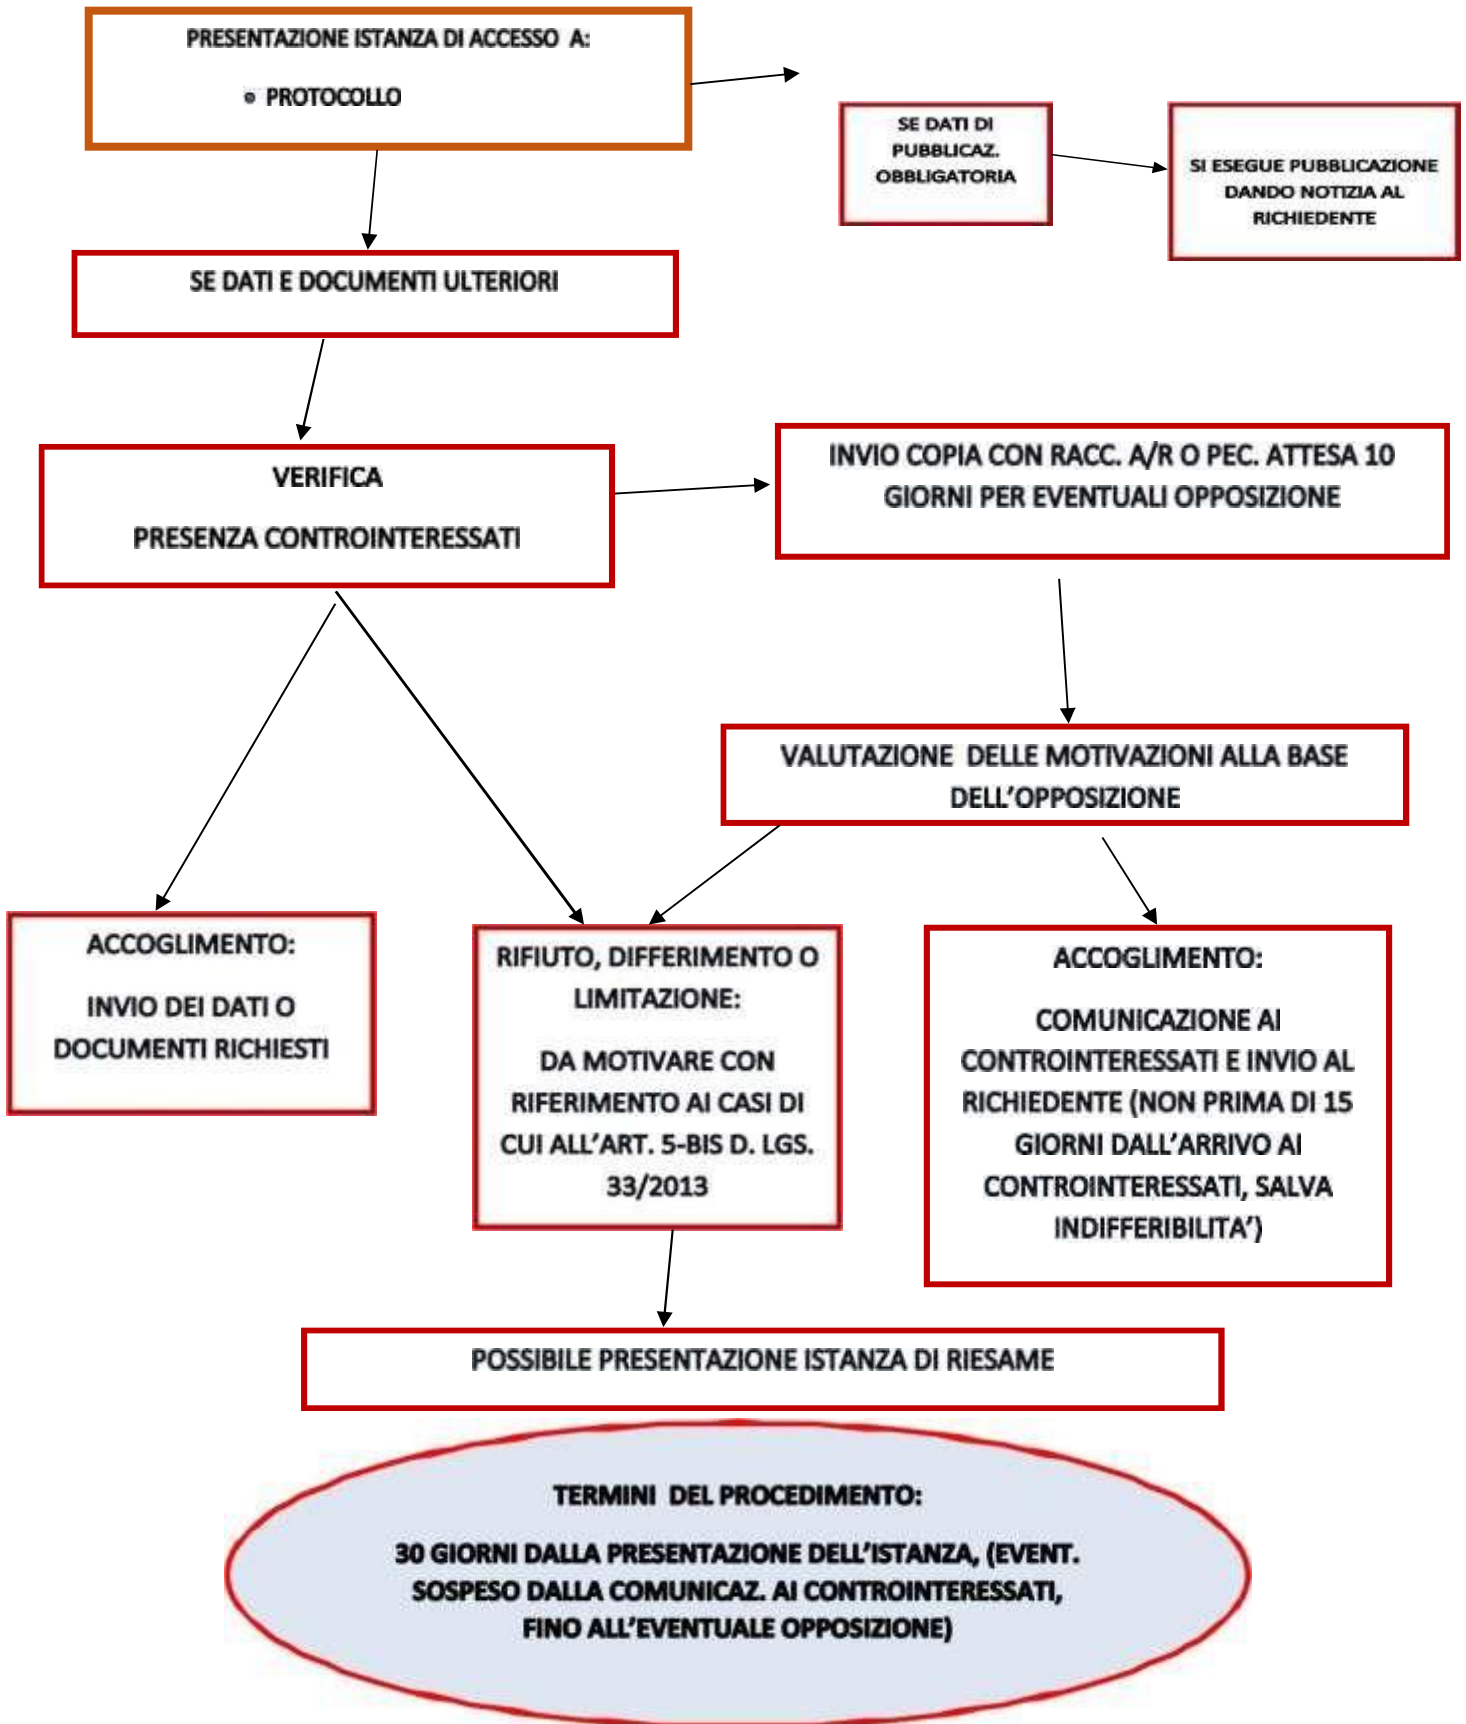 PRESENTAZIONE ISTANZA DI ACCESSO A:
• PROTOCOLLO
SE DATI DI
PUBBLICAZ.
OBBLIGATORIA
SI ESEGUE PUBBLICAZIONE
DANDO NOTIZIA AL
RICHIEDENTE
SE DATI E DOCUMENTI ULTERIORI
VERIFICA
PRESENZA CONTROINTERESSATI
INVIO COPIA CON RACC. A/R O PEC. ATTESA 10
GIORNI PER EVENTUALI OPPOSIZIONE
VALUTAZIONE DELLE MOTIVAZIONI ALLA BASE
DELL’OPPOSIZIONE
ACCOGLIMENTO:
INVIO DEI DATI O
DOCUMENTI RICHIESTI
RIFIUTO, DIFFERIMENTO O
LIMITAZIONE:
DA MOTIVARE CON
RIFERIMENTO AI CASI DI
CUI ALL’ART. 5-BIS D. LGS.
33/2013
ACCOGLIMENTO:
COMUNICAZIONE AI
CONTROINTERESSATI E INVIO AL
RICHIEDENTE (NON PRIMA DI 15
GIORNI DALL’ARRIVO AI
CONTROINTERESSATI, SALVA
INDIFFERIBILITA’)
POSSIBILE PRESENTAZIONE ISTANZA DI RIESAME
TERMINI DEL PROCEDIMENTO:
30 GIORNI DALLA PRESENTAZIONE DELL’ISTANZA, (EVENT.
SOSPESO DALLA COMUNICAZ. AI CONTROINTERESSATI,
FINO ALL’EVENTUALE OPPOSIZIONE)